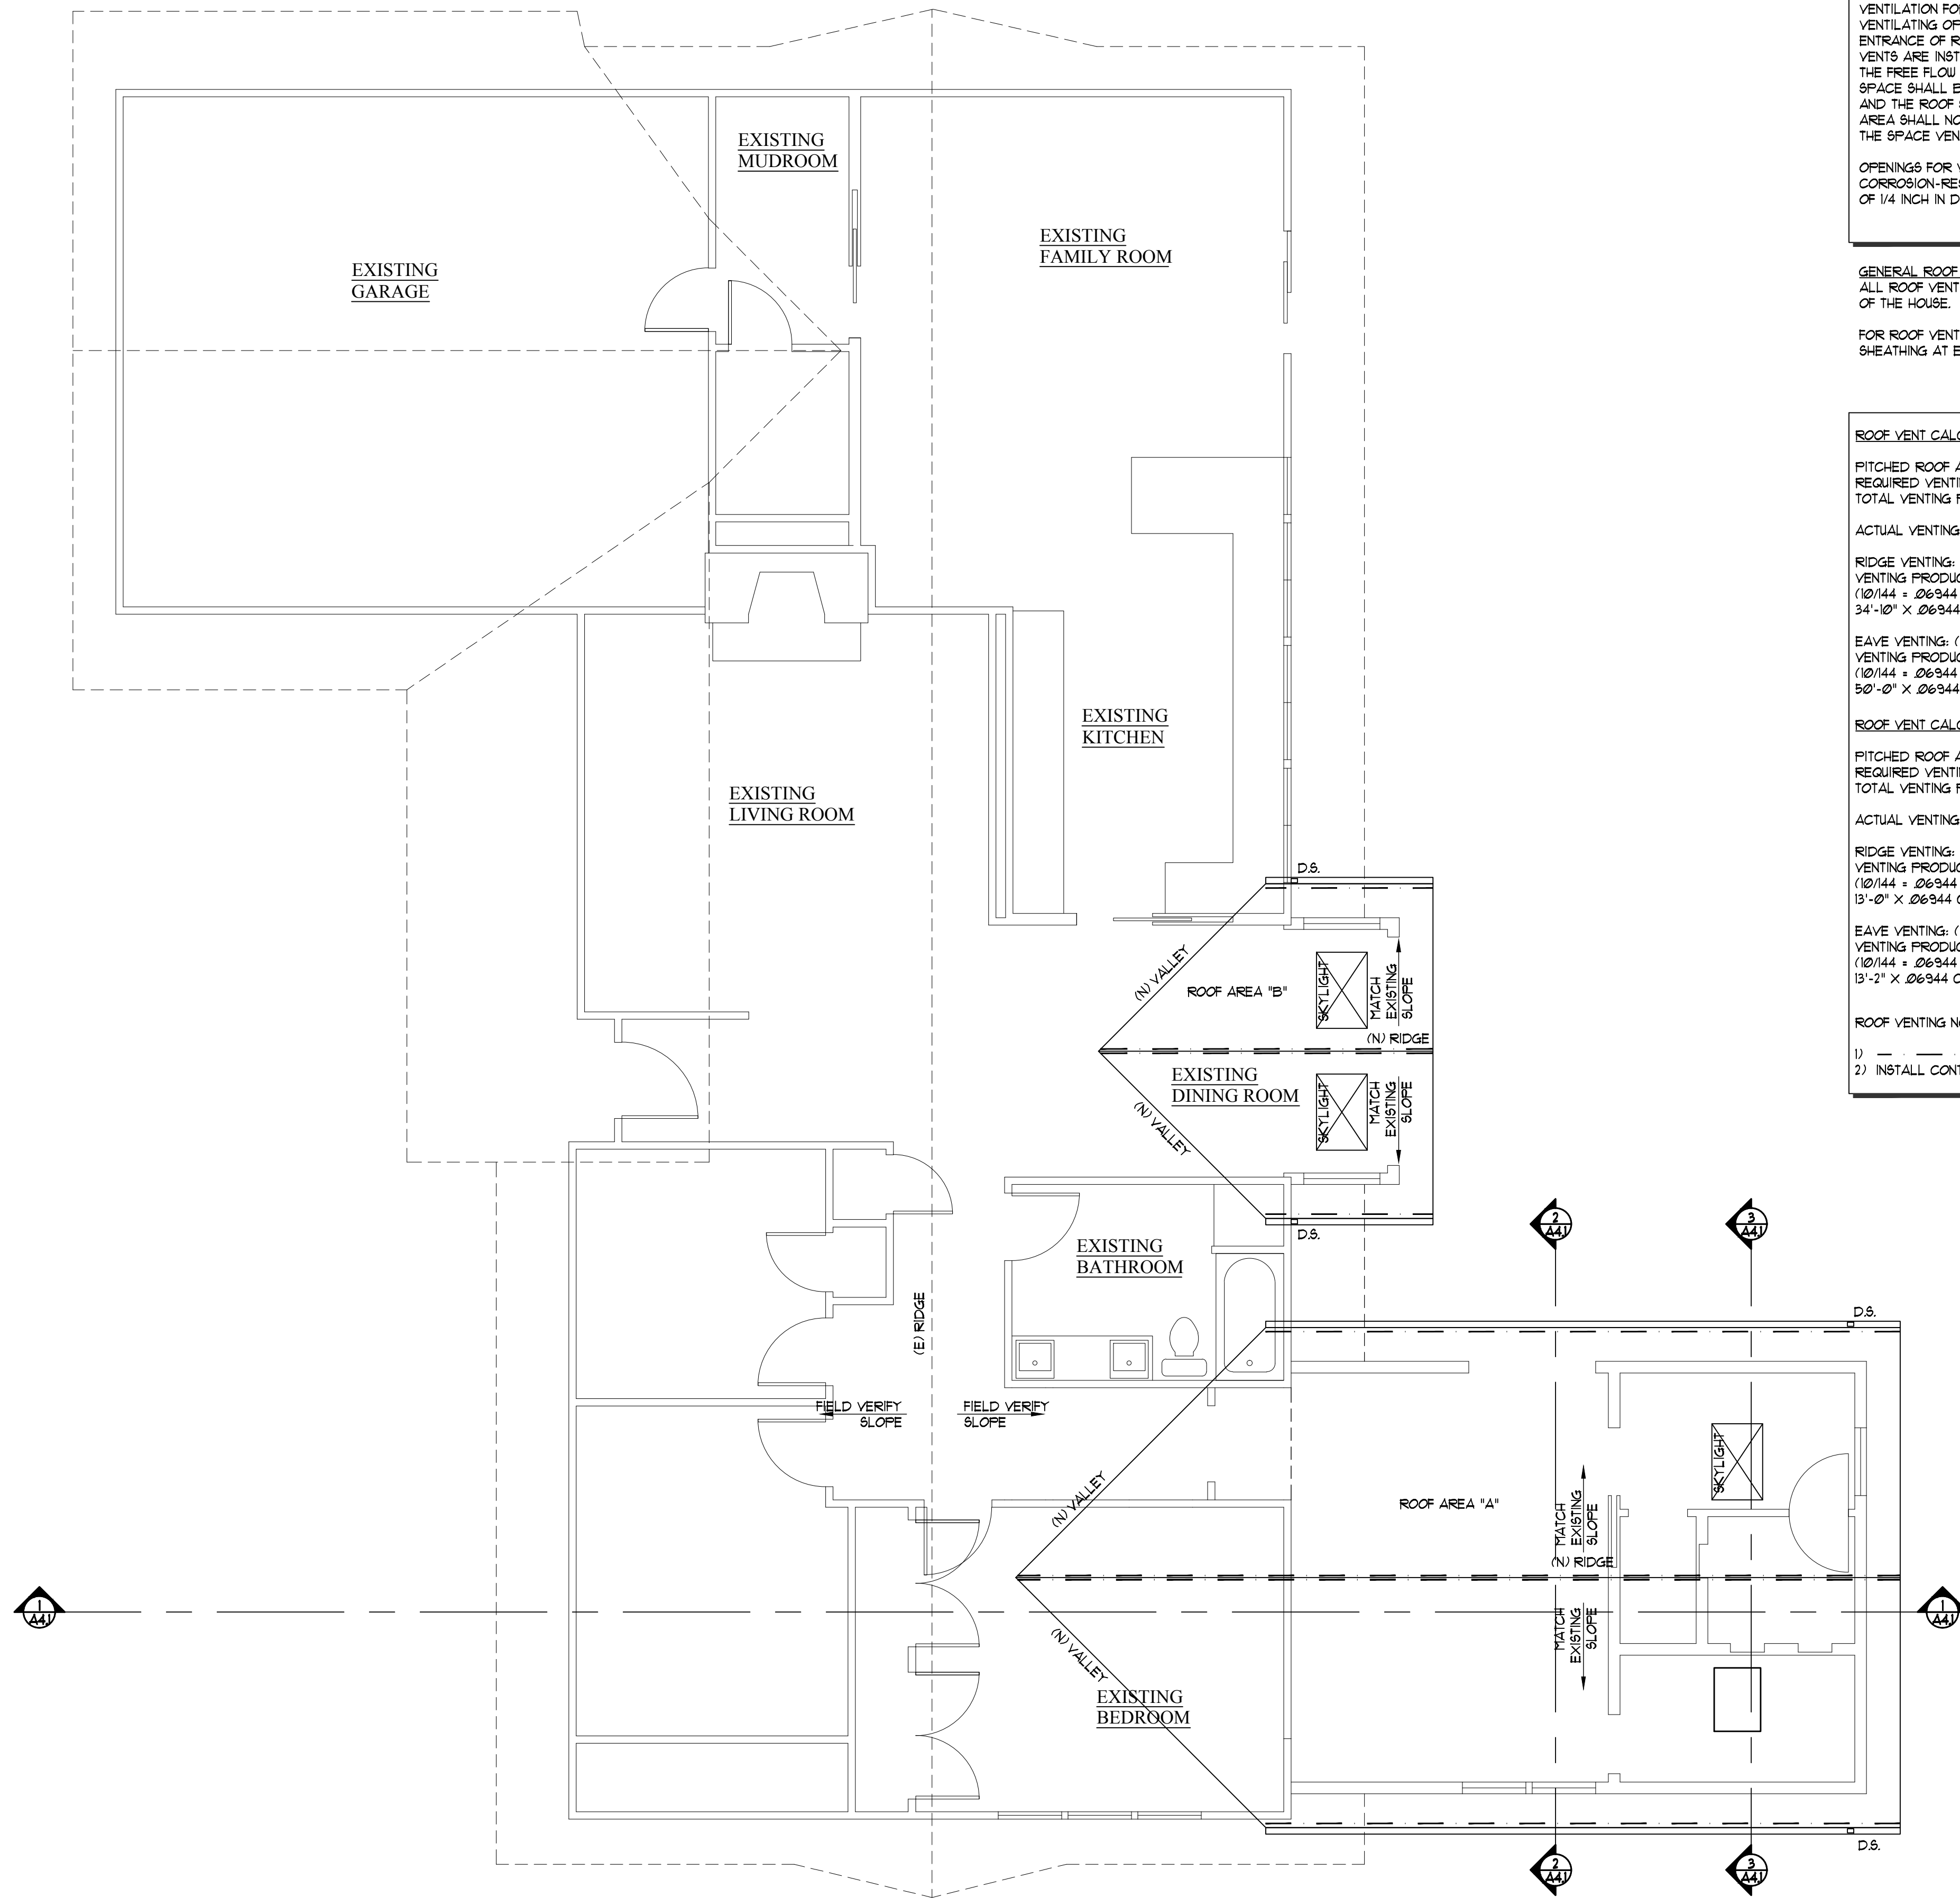 EXISTING
MUDROOM
EXISTING
FAMILY ROOM
EXISTING
GARAGE
EXISTING
KITCHEN
EXISTING
LIVING ROOM
D.S.
(N) VALLEY
ROOF AREA "B"
SKYLIGHT
MATCH
EXISTING
SLOPE
(N) RIDGE
EXISTING
DINING ROOM
SKYLIGHT
MATCH
EXISTING
SLOPE
(N) VALLEY
D.S.
EXISTING
BATHROOM
(E) RIDGE
FIELD VERIFY
SLOPE
FIELD VERIFY
SLOPE
2
A4.1
3
A4.1
D.S.
(N) VALLEY
ROOF AREA "A"
SKYLIGHT
MATCH
EXISTING
SLOPE
(N) RIDGE
1
A4.1
1
A4.1
MATCH
EXISTING
SLOPE
(N) VALLEY
EXISTING
BEDROOM
D.S.
2
A4.1
3
A4.1
VENTILATION FO
VENTILATING OF
ENTRANCE OF R
VENTS ARE INST
THE FREE FLOW
SPACE SHALL B
AND THE ROOF
AREA SHALL NO
THE SPACE VEN
OPENINGS FOR
CORROSION-RES
OF 1/4 INCH IN D
GENERAL ROOF
ALL ROOF VENT
OF THE HOUSE.
FOR ROOF VENT
SHEATHING AT E
ROOF VENT CALC
PITCHED ROOF A
REQUIRED VENTI
TOTAL VENTING
ACTUAL VENTING
RIDGE VENTING:
VENTING PRODUC
(10/144 = .06944
34'-10" X .06944
EAVE VENTING: (
VENTING PRODUC
(10/144 = .06944
50'-0" X .06944
ROOF VENT CALC
PITCHED ROOF A
REQUIRED VENTI
TOTAL VENTING
ACTUAL VENTING
RIDGE VENTING:
VENTING PRODUC
(10/144 = .06944
13'-0" X .06944
EAVE VENTING: (
VENTING PRODUC
(10/144 = .06944
13'-2" X .06944
ROOF VENTING N
1)
2) INSTALL CONT